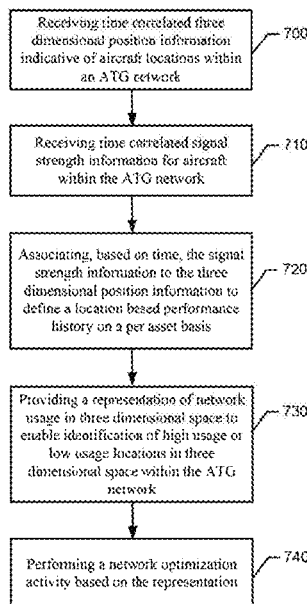 Receiving time correlated three
dimensional position information
indicative of aircraft locations within
an ATG network
700
Receiving time correlated signal
strength information for aircraft
within the ATG network
710
Associating, based on time, the signal
strength information to the three
dimensional position information to
define a location based performance
history on a per asset basis
720
Providing a representation of network
usage in three dimensional space to
enable identification of high usage or
low usage locations in three
dimensional space within the ATG
network
730
Performing a network optimization
activity based on the representation
740